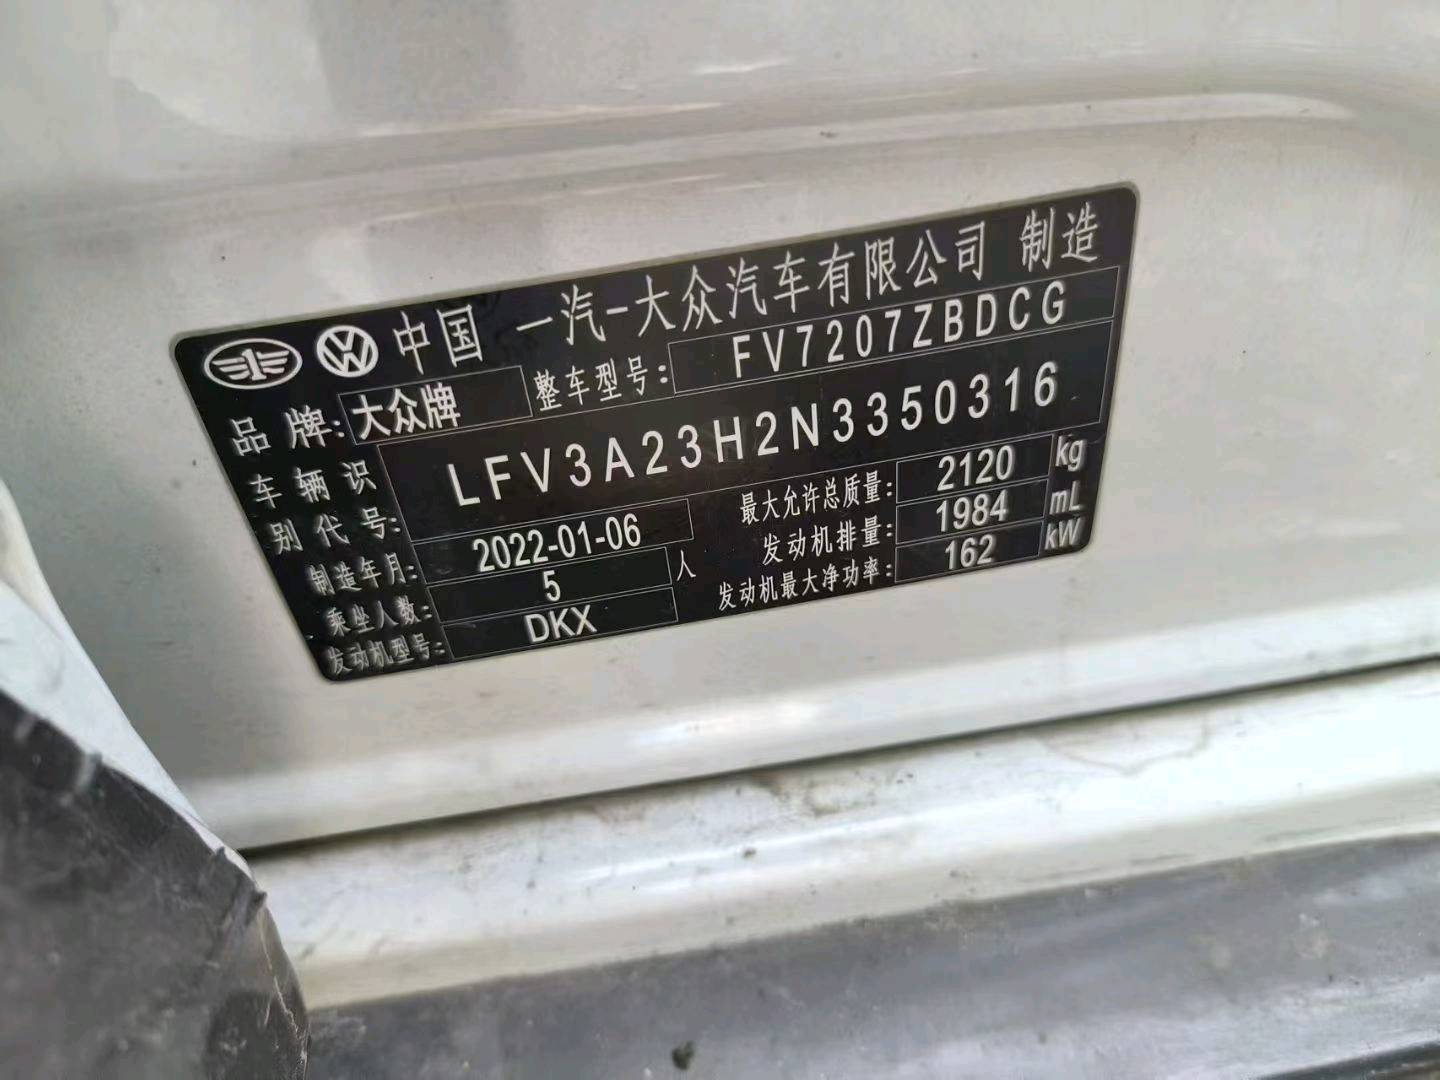 中国 一汽-大众汽车有限公司 制造
品牌: 大众牌 整车型号: FV7207ZBDCG
车辆识别代号: LFV3A23H2N3350316
制造年月: 2022-01-06 最大允许总质量: 2120 kg
乘坐人数: 5 人 发动机排量: 1984 mL
发动机型号: DKX 发动机最大净功率: 162 kW